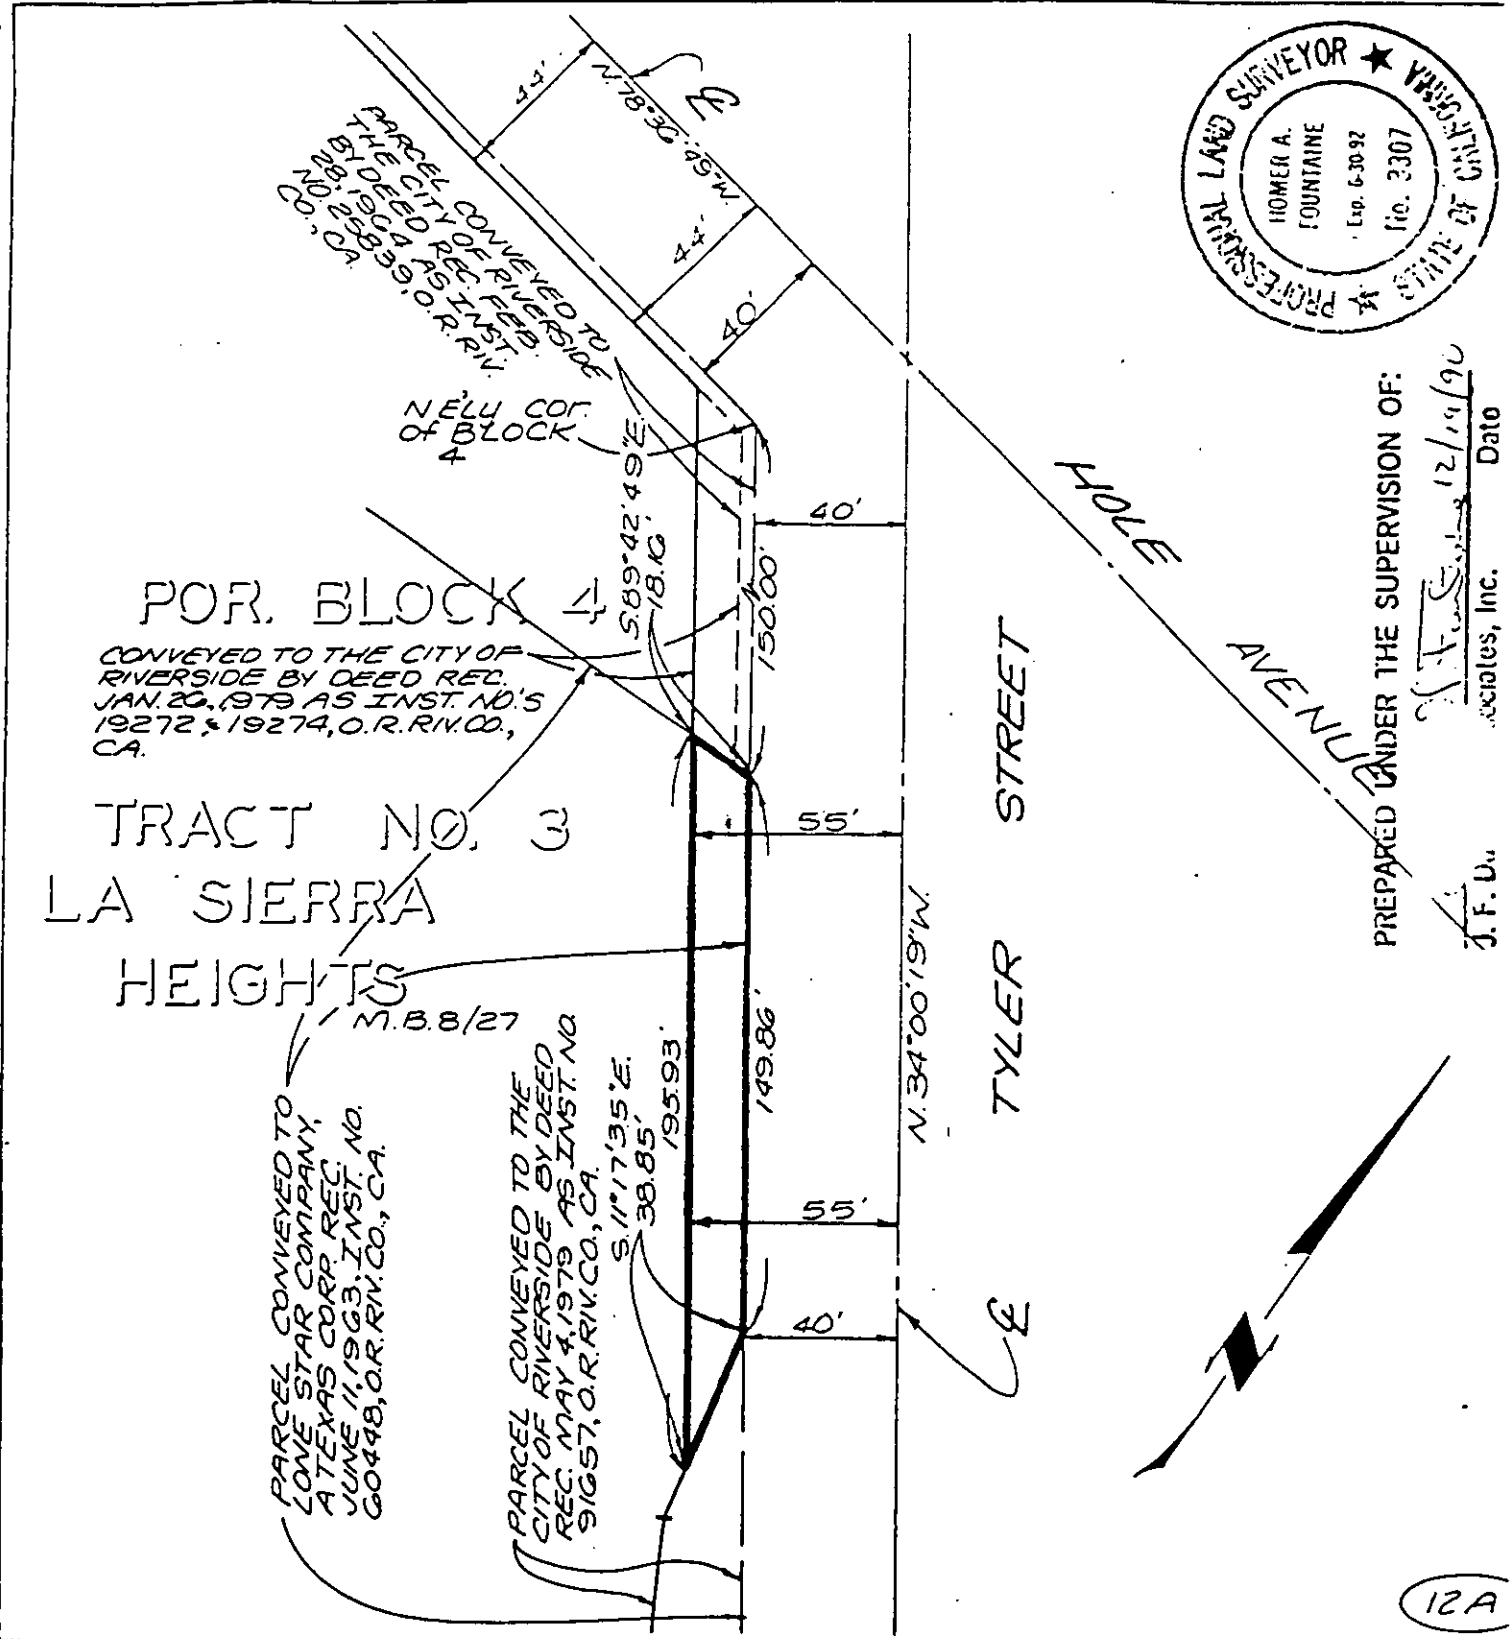 44'
N.78°36'49"W.
℄
PARCEL CONVEYED TO
THE CITY OF RIVERSIDE
BY DEED REC. FEB.
28, 1964 AS INST.
NO. 25839, O.R. RIV.
CO., CA.
44'
40'
N'ELY COR.
Of BLOCK
4
S.89°42'49"E.
18.16'
40'
150.00'
HOLE
AVENUE
POR. BLOCK 4
CONVEYED TO THE CITY OF
RIVERSIDE BY DEED REC.
JAN. 26, 1979 AS INST. NO.'S
19272 & 19274, O.R. RIV. CO.,
CA.
TRACT NO. 3
LA SIERRA
HEIGHTS
M.B. 8/27
55'
TYLER STREET
N.34°00'19"W.
149.86'
195.93'
S.11°17'35"E.
38.85'
55'
40'
℄
PARCEL CONVEYED TO
LONE STAR COMPANY,
A TEXAS CORP. REC.
JUNE 11, 1963, INST. NO.
60448, O.R. RIV. CO., CA.
PARCEL CONVEYED TO THE
CITY OF RIVERSIDE BY DEED
REC. MAY 4, 1979 AS INST. NO.
91657, O.R. RIV. CO., CA.
PROFESSIONAL LAND SURVEYOR
STATE OF CALIFORNIA
HOMER A.
FOUNTAINE
Exp. 6-30-92
No. 3307
PREPARED UNDER THE SUPERVISION OF:
12/19/90
J. F. Inc. Date
12A